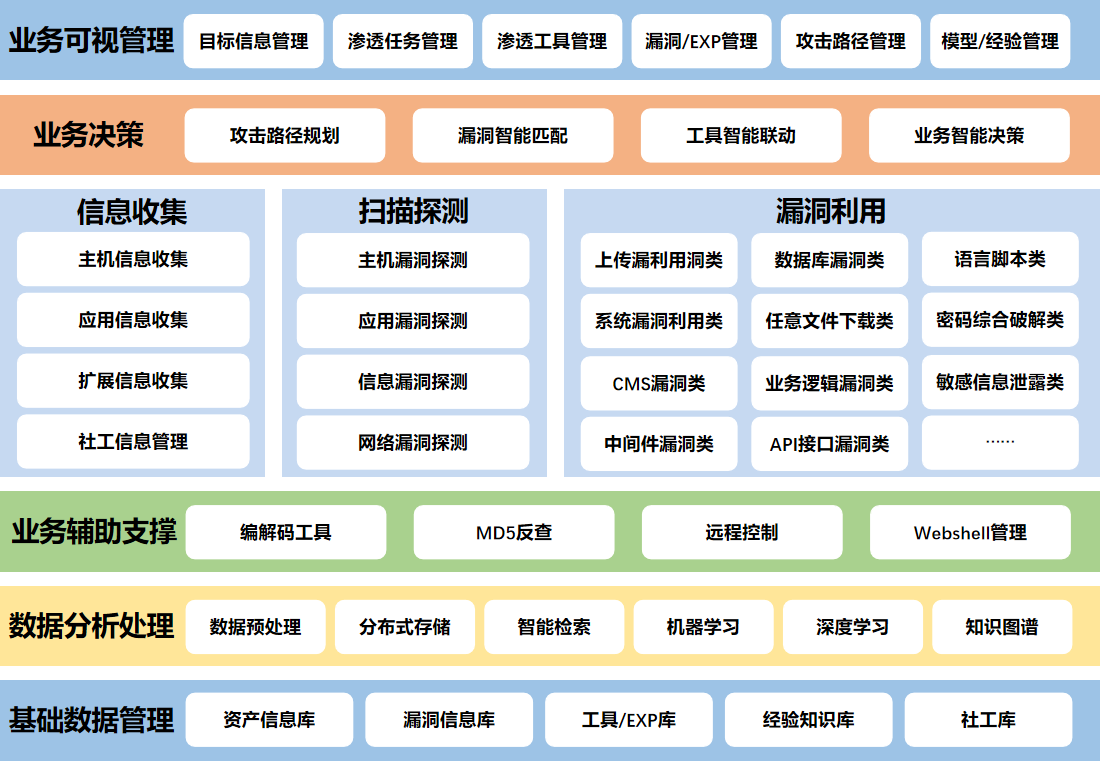 业务可视管理
目标信息管理
渗透任务管理
渗透工具管理
漏洞/EXP管理
攻击路径管理
模型/经验管理
业务决策
攻击路径规划
漏洞智能匹配
工具智能联动
业务智能决策
信息收集
主机信息收集
应用信息收集
扩展信息收集
社工信息管理
扫描探测
主机漏洞探测
应用漏洞探测
信息漏洞探测
网络漏洞探测
漏洞利用
上传漏利用洞类
数据库漏洞类
语言脚本类
系统漏洞利用类
任意文件下载类
密码综合破解类
CMS漏洞类
业务逻辑漏洞类
敏感信息泄露类
中间件漏洞类
API接口漏洞类
……
业务辅助支撑
编解码工具
MD5反查
远程控制
Webshell管理
数据分析处理
数据预处理
分布式存储
智能检索
机器学习
深度学习
知识图谱
基础数据管理
资产信息库
漏洞信息库
工具/EXP库
经验知识库
社工库